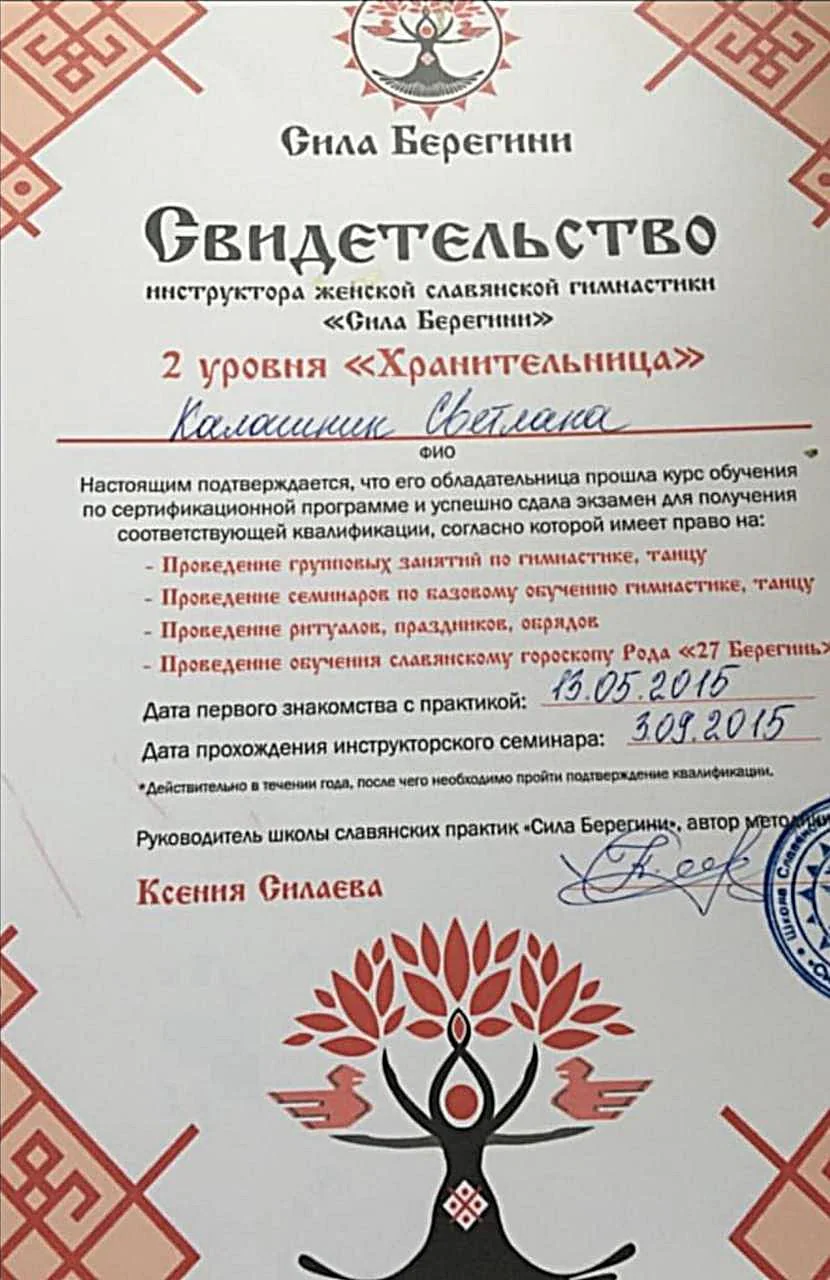 Сила Берегини
Свидетельство
инструктора женской славянской гимнастики
«Сила Берегини»
2 уровня «Хранительница»
Калашник Светлана
ФИО
Настоящим подтверждается, что его обладательница прошла курс обучения
по сертификационной программе и успешно сдала экзамен для получения
соответствующей квалификации, согласно которой имеет право на:
- Проведение групповых занятий по гимнастике, танцу
- Проведение семинаров по базовому обучению гимнастике, танцу
- Проведение ритуалов, праздников, обрядов
- Проведение обучения славянскому гороскопу Рода «27 Берегинь»
Дата первого знакомства с практикой: 13.05.2015
Дата прохождения инструкторского семинара: 3.09.2015
*Действительно в течении года, после чего необходимо пройти подтверждение квалификации.
Руководитель школы славянских практик «Сила Берегини», автор методики
Ксения Силаева
Школа